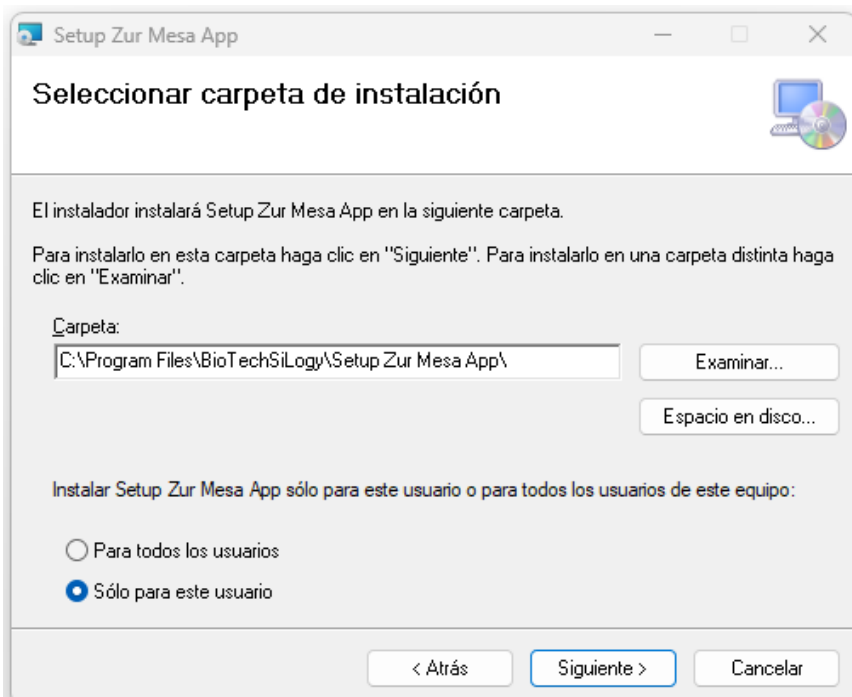 Setup Zur Mesa App
Seleccionar carpeta de instalación
El instalador instalará Setup Zur Mesa App en la siguiente carpeta.
Para instalarlo en esta carpeta haga clic en "Siguiente". Para instalarlo en una carpeta distinta haga
clic en "Examinar".
Carpeta:
C:\Program Files\BioTechSiLogy\Setup Zur Mesa App\
Examinar...
Espacio en disco...
Instalar Setup Zur Mesa App sólo para este usuario o para todos los usuarios de este equipo:
Para todos los usuarios
Sólo para este usuario
< Atrás
Siguiente >
Cancelar